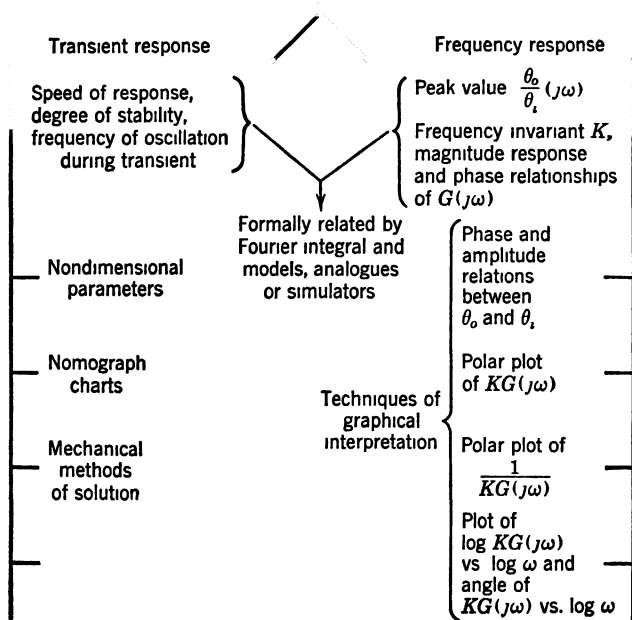 Transient response
Speed of response,
degree of stability,
frequency of oscillation
during transient
Frequency response
Peak value θₒ/θᵢ (jω)
Frequency invariant K,
magnitude response
and phase relationships
of G(jω)
Formally related by
Fourier integral and
models, analogues
or simulators
Nondimensional
parameters
Nomograph
charts
Mechanical
methods
of solution
Techniques of
graphical
interpretation
Phase and
amplitude
relations
between
θₒ and θᵢ
Polar plot
of KG(jω)
Polar plot of
1/KG(jω)
Plot of
log KG(jω)
vs log ω and
angle of
KG(jω) vs. log ω